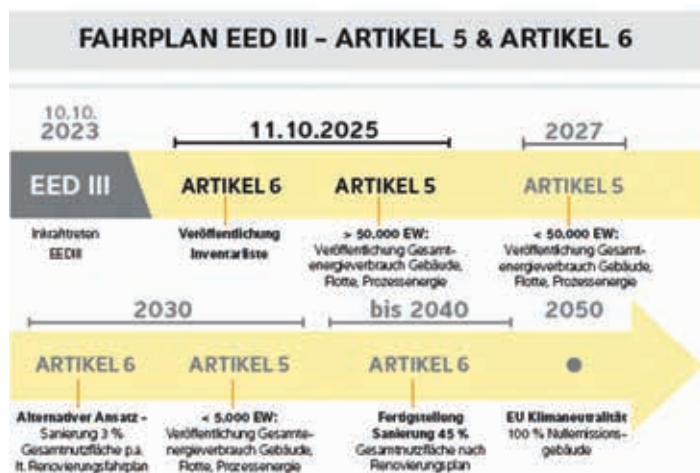 FAHRPLAN EED III – ARTIKEL 5 & ARTIKEL 6
10.10.
2023
11.10.2025
2027
EED III
ARTIKEL 6
ARTIKEL 5
ARTIKEL 5
Inkrafttreten
EEDIII
Veröffentlichung
Inventarliste
> 50.000 EW:
Veröffentlichung Gesamt-
energieverbrauch Gebäude,
Flotte, Prozessenergie
< 50.000 EW:
Veröffentlichung Gesamt-
energieverbrauch Gebäude,
Flotte, Prozessenergie
2030
bis 2040
2050
ARTIKEL 6
ARTIKEL 5
ARTIKEL 6
Alternativer Ansatz –
Sanierung 3 %
Gesamtnutzfläche p.a.
lt. Renovierungsfahrplan
< 5.000 EW:
Veröffentlichung Gesamte-
nergieverbrauch Gebäude,
Flotte, Prozessenergie
Fertigstellung
Sanierung 45 %
Gesamtnutzfläche nach
Renovierungsplan
EU Klimaneutralität
100 % Nullemissions-
gebäude